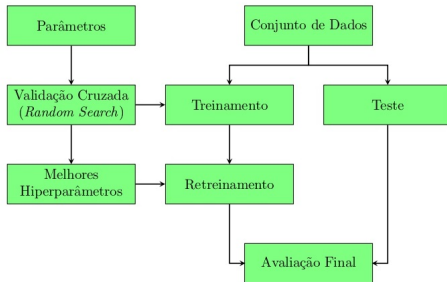 Parâmetros
Conjunto de Dados
Validação Cruzada
(Random Search)
Treinamento
Teste
Melhores
Hiperparâmetros
Retreinamento
Avaliação Final